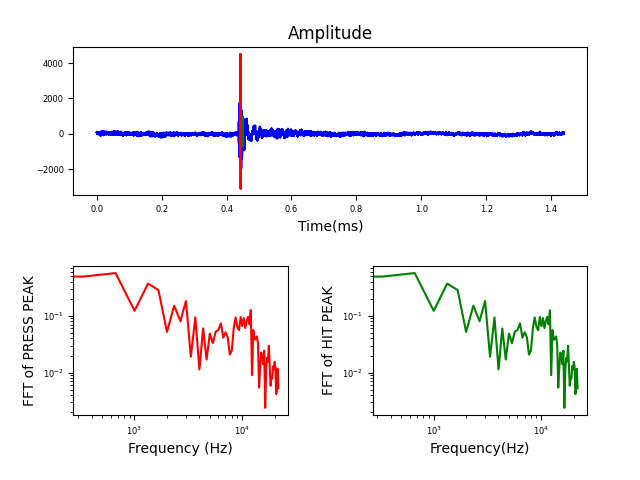 Amplitude
4000
2000
0
−2000
0.0 0.2 0.4 0.6 0.8 1.0 1.2 1.4
Time(ms)
FFT of PRESS PEAK
10⁻¹
10⁻²
10³ 10⁴
Frequency (Hz)
FFT of HIT PEAK
10⁻¹
10⁻²
10³ 10⁴
Frequency(Hz)